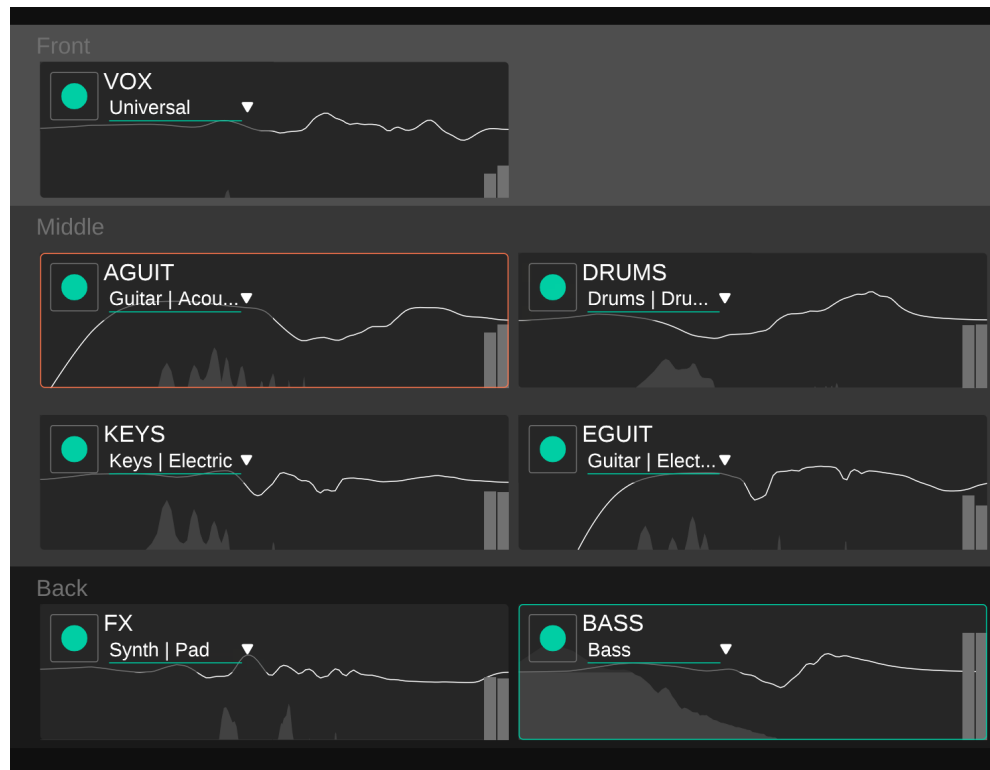 Front
VOX
Universal
Middle
AGUIT
Guitar | Acou...
DRUMS
Drums | Dru...
KEYS
Keys | Electric
EGUIT
Guitar | Elect...
Back
FX
Synth | Pad
BASS
Bass